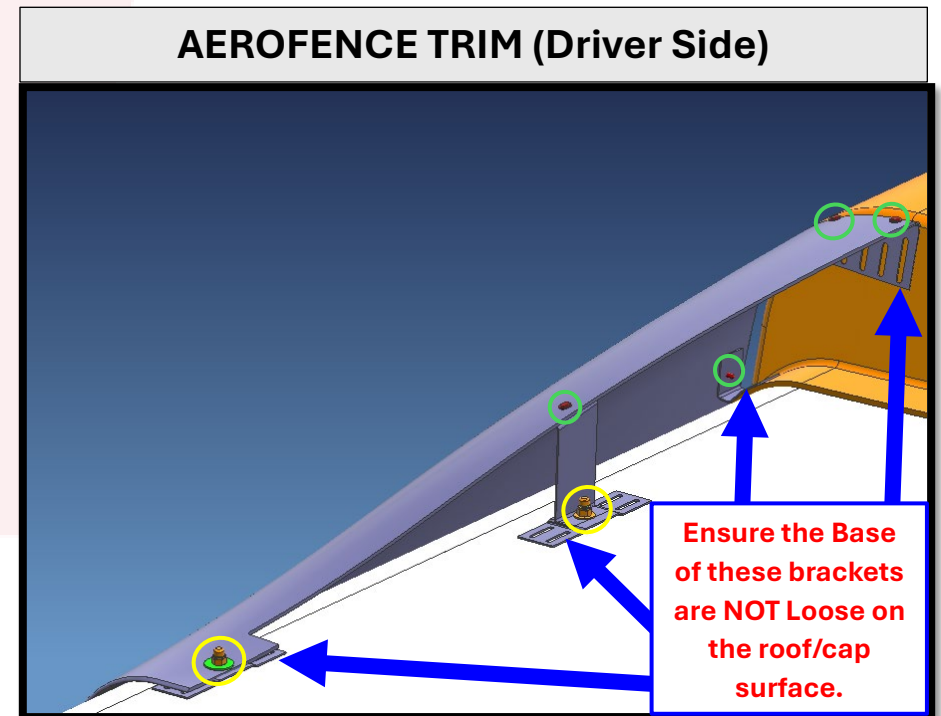 AEROFENCE TRIM (Driver Side)
Ensure the Base
of these brackets
are NOT Loose on
the roof/cap
surface.